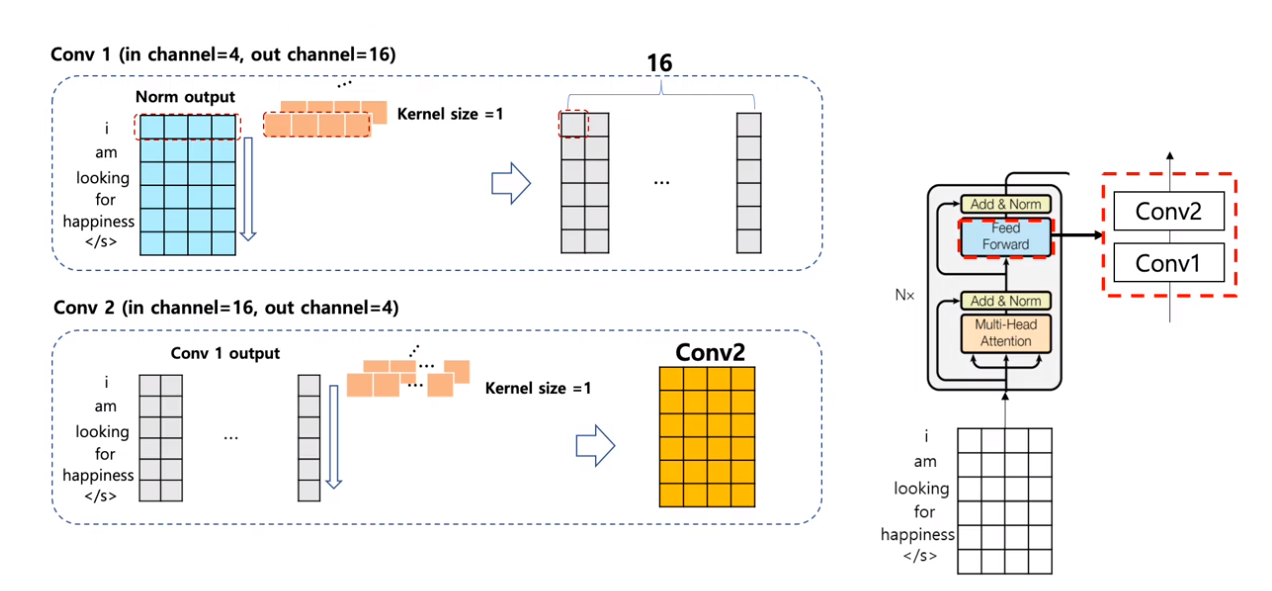 Conv 1 (in channel=4, out channel=16)
Norm output
...
Kernel size =1
16
i
am
looking
for
happiness
</s>
...
Conv 2 (in channel=16, out channel=4)
Conv 1 output
...
...
...
Kernel size =1
Conv2
i
am
looking
for
happiness
</s>
...
Add & Norm
Feed
Forward
Nx
Add & Norm
Multi-Head
Attention
Conv2
Conv1
i
am
looking
for
happiness
</s>